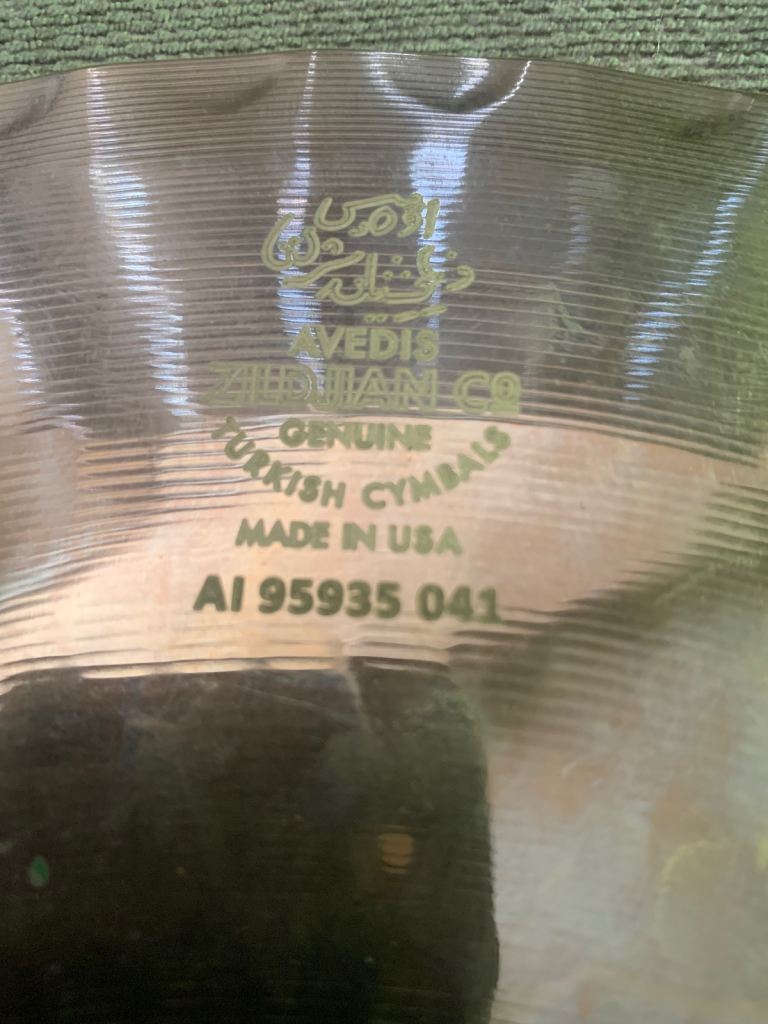 AVEDIS
ZILDJIAN CO
GENUINE
TURKISH CYMBALS
MADE IN USA
AI 95935 041